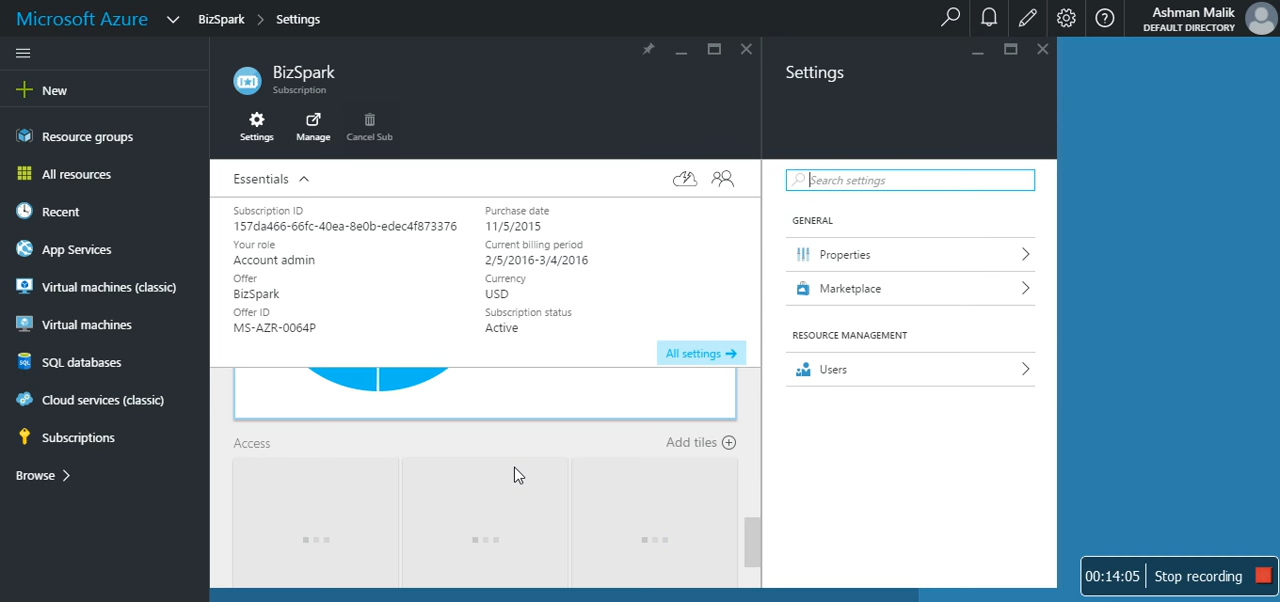 Microsoft Azure BizSpark Settings Ashman Malik
DEFAULT DIRECTORY
New
Resource groups
All resources
Recent
App Services
Virtual machines (classic)
Virtual machines
SQL databases
Cloud services (classic)
Subscriptions
Browse
BizSpark
Subscription
Settings Manage Cancel Sub
Essentials
Subscription ID
157da466-66fc-40ea-8e0b-edec4f873376
Your role
Account admin
Offer
BizSpark
Offer ID
MS-AZR-0064P
Purchase date
11/5/2015
Current billing period
2/5/2016-3/4/2016
Currency
USD
Subscription status
Active
All settings
Access Add tiles
Settings
Search settings
GENERAL
Properties
Marketplace
RESOURCE MANAGEMENT
Users
00:14:05 Stop recording